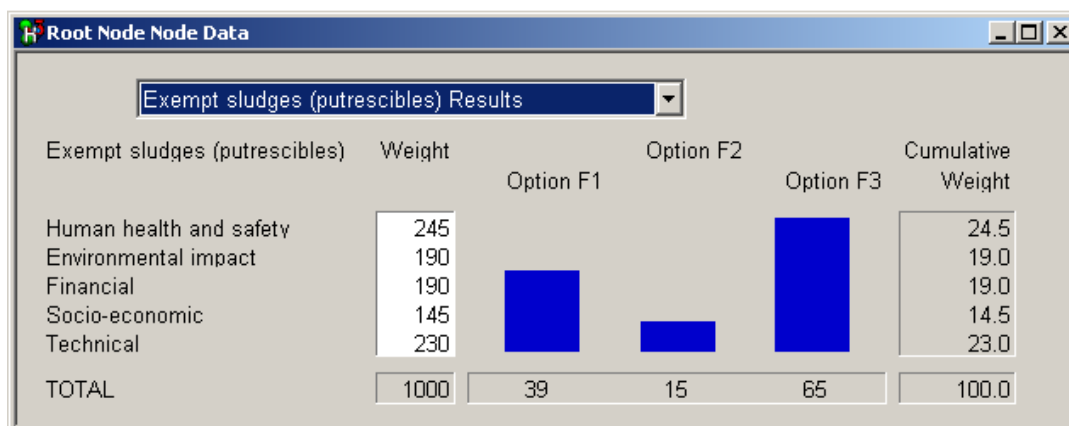 Root Node Node Data
Exempt sludges (putrescibles) Results
Exempt sludges (putrescibles) Weight Option F2 Cumulative
Option F1 Option F3 Weight
Human health and safety 245 24.5
Environmental impact 190 19.0
Financial 190 19.0
Socio-economic 145 14.5
Technical 230 23.0
TOTAL 1000 39 15 65 100.0